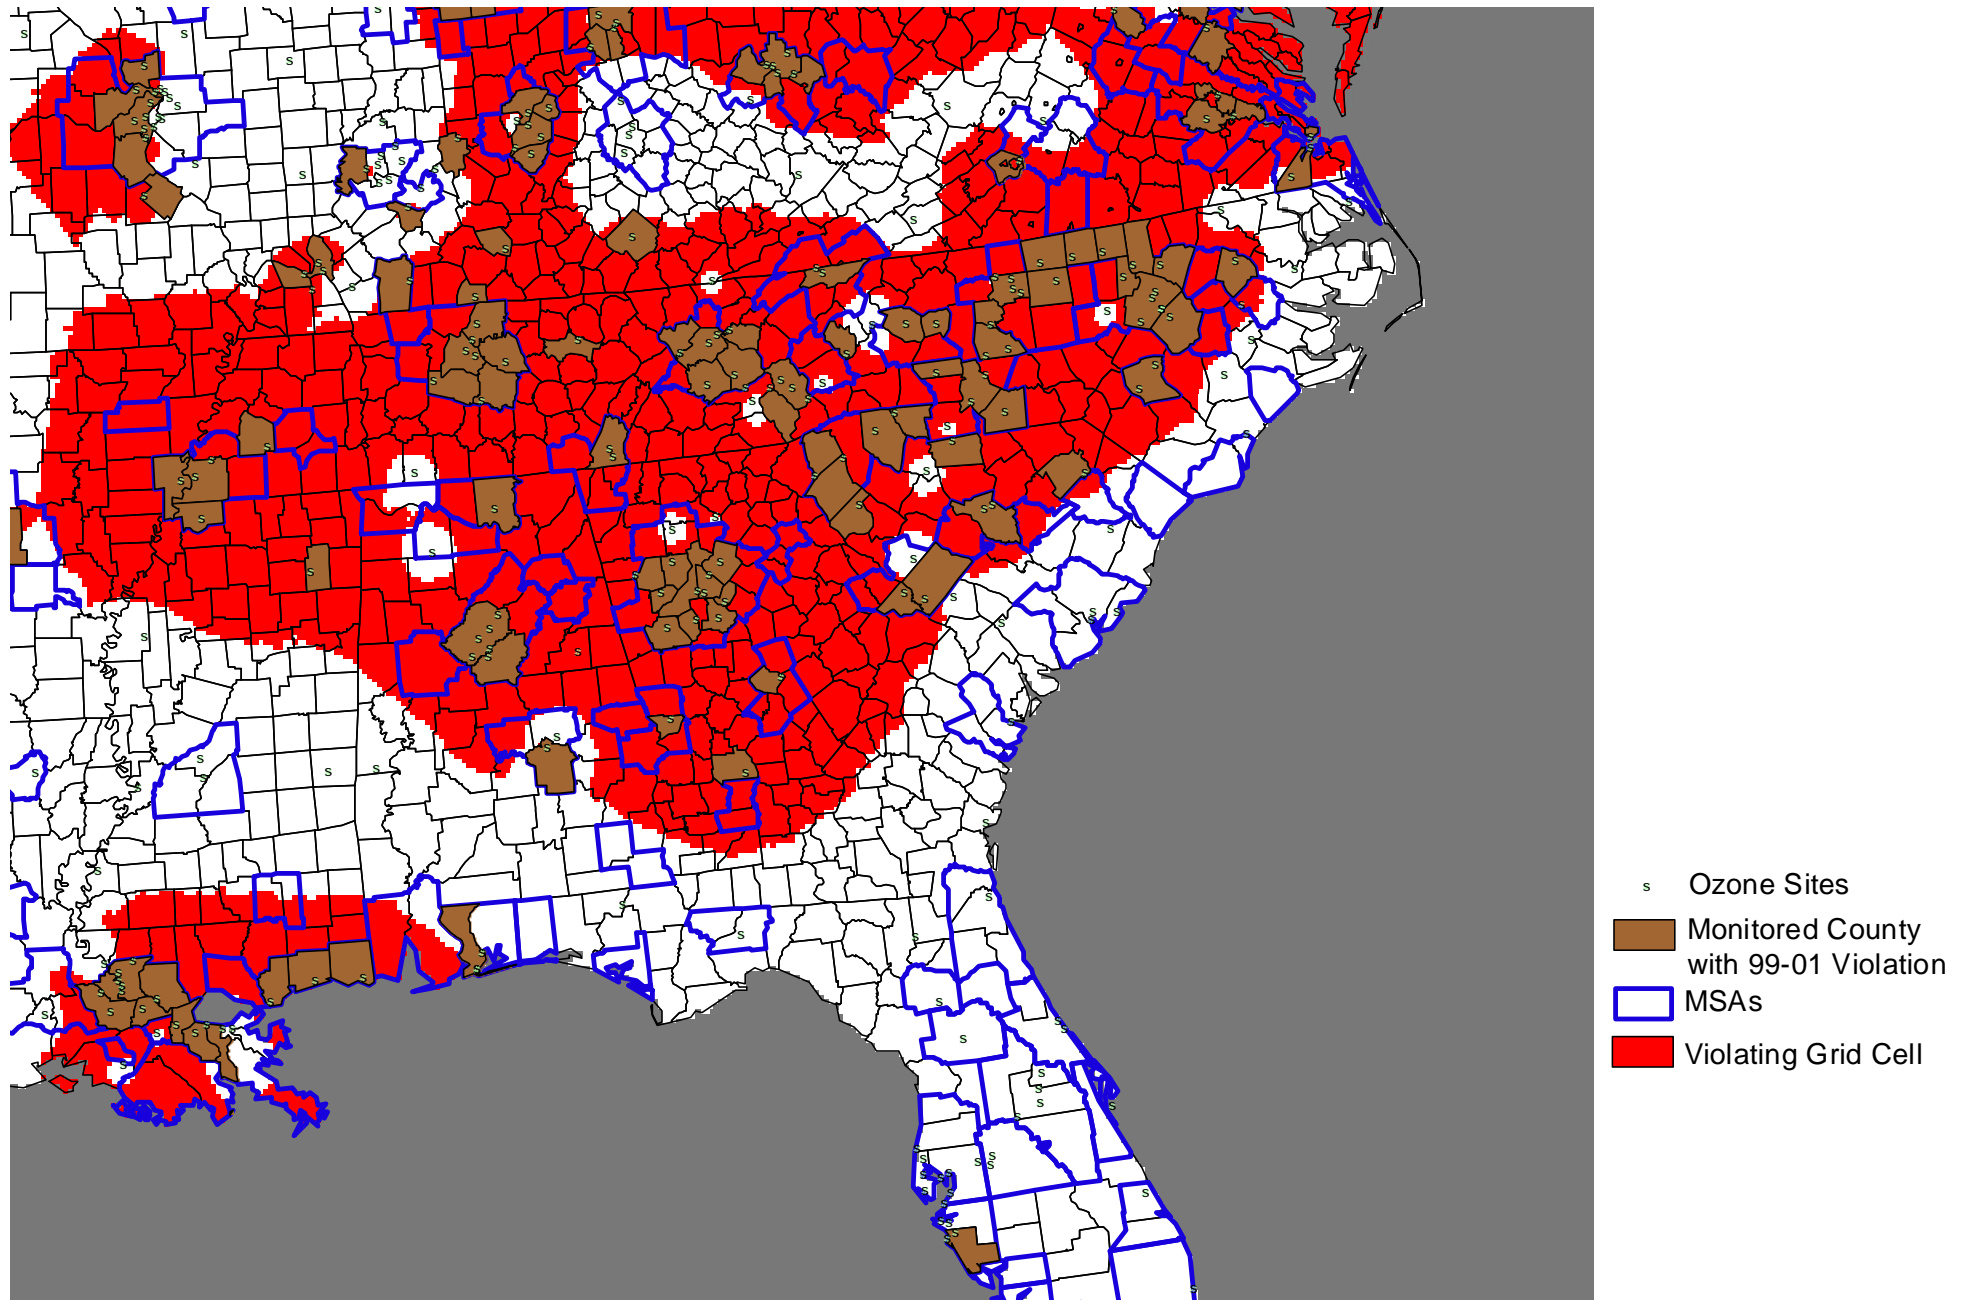 s Ozone Sites
Monitored County
with 99-01 Violation
MSAs
Violating Grid Cell